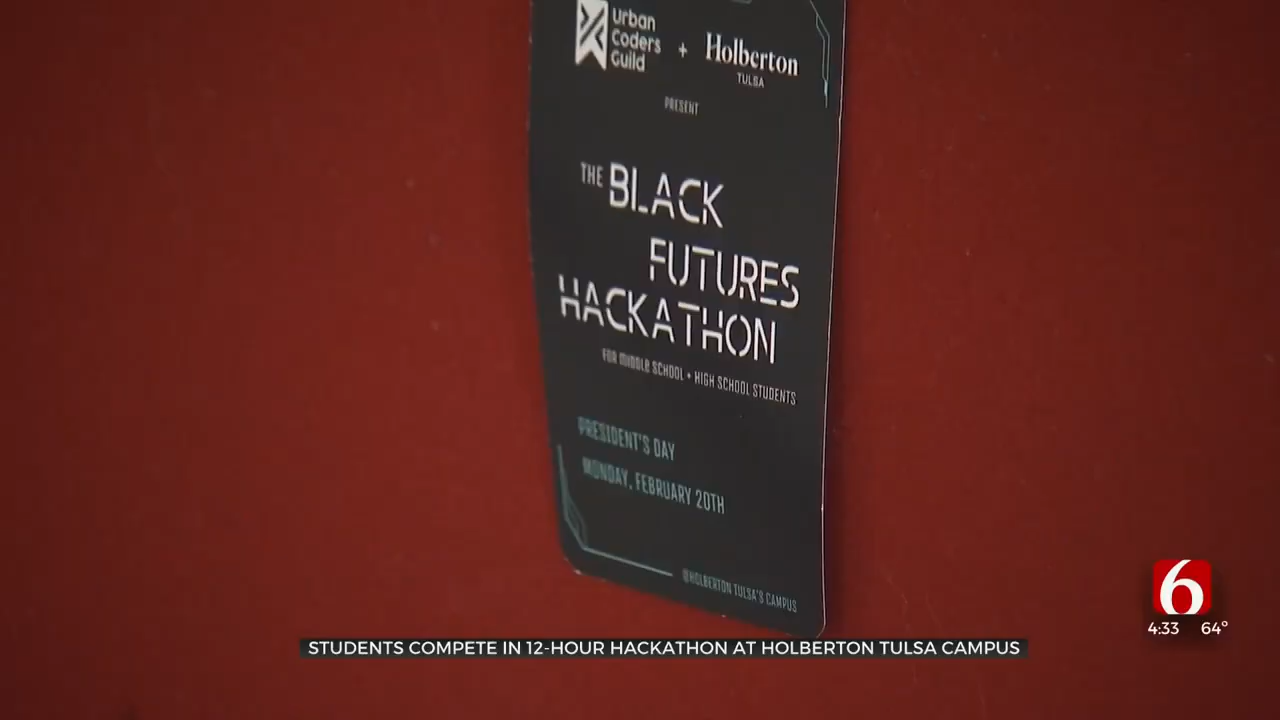 Urban
Coders
Guild
+
Holberton
TULSA
PRESENT
THE BLACK
FUTURES
HACKATHON
FOR MIDDLE SCHOOL + HIGH SCHOOL STUDENTS
PRESIDENT'S DAY
MONDAY, FEBRUARY 20TH
@HOLBERTON TULSA'S CAMPUS
6
4:33 64°
STUDENTS COMPETE IN 12-HOUR HACKATHON AT HOLBERTON TULSA CAMPUS